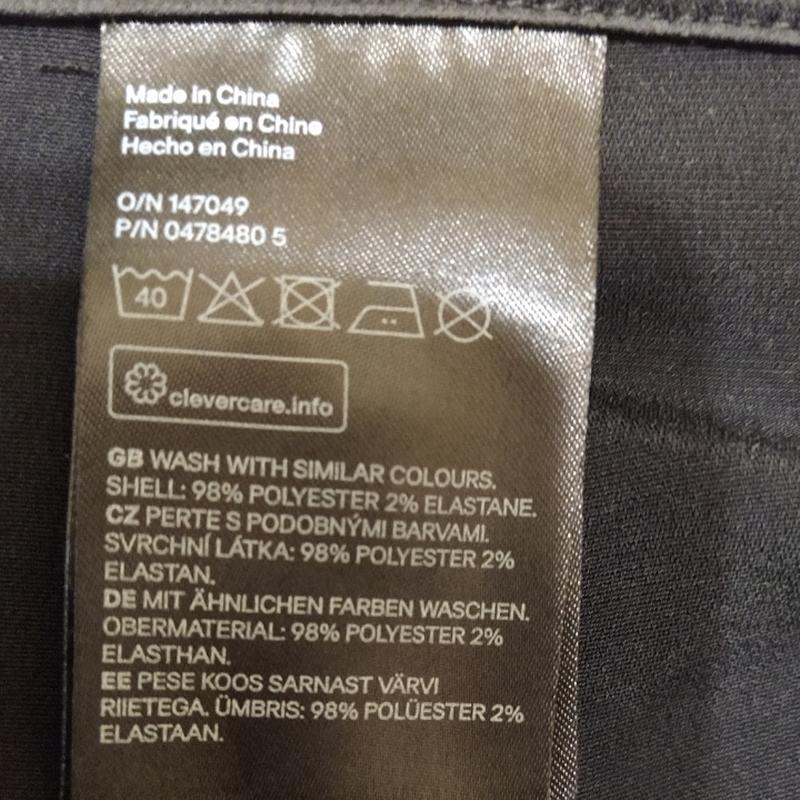 Made in China
Fabriqué en Chine
Hecho en China
O/N 147049
P/N 0478480 5
40
clevercare.info
GB WASH WITH SIMILAR COLOURS.
SHELL: 98% POLYESTER 2% ELASTANE.
CZ PERTE S PODOBNÝMI BARVAMI.
SVRCHNÍ LÁTKA: 98% POLYESTER 2%
ELASTAN.
DE MIT ÄHNLICHEN FARBEN WASCHEN.
OBERMATERIAL: 98% POLYESTER 2%
ELASTHAN.
EE PESE KOOS SARNAST VÄRVI
RIIETEGA. ÜMBRIS: 98% POLÜESTER 2%
ELASTAAN.